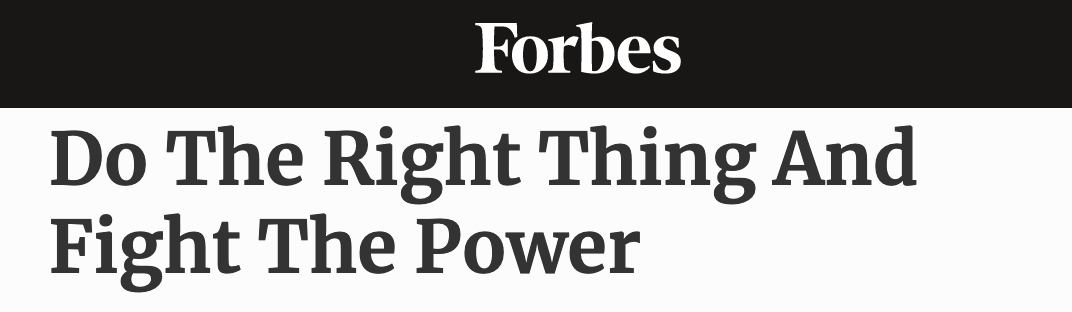 Forbes
Do The Right Thing And
Fight The Power